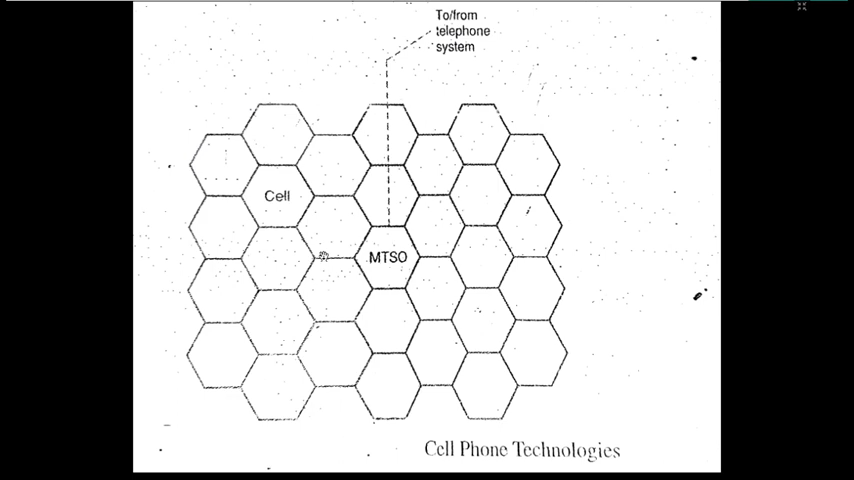 To/from
telephone
system
Cell
MTSO
Cell Phone Technologies